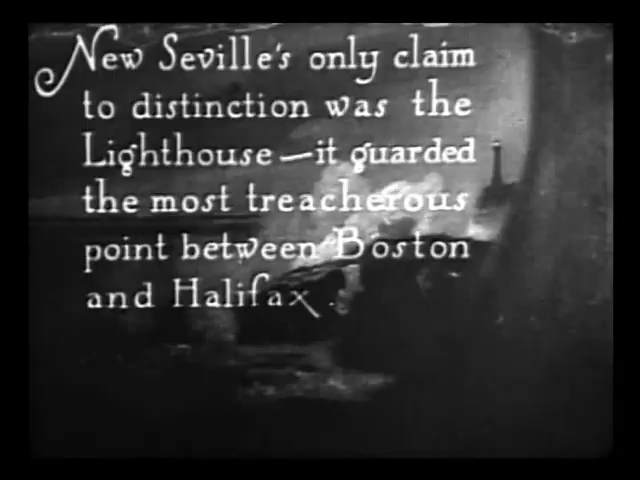 New Seville's only claim
to distinction was the
Lighthouse—it guarded
the most treacherous
point between Boston
and Halifax.